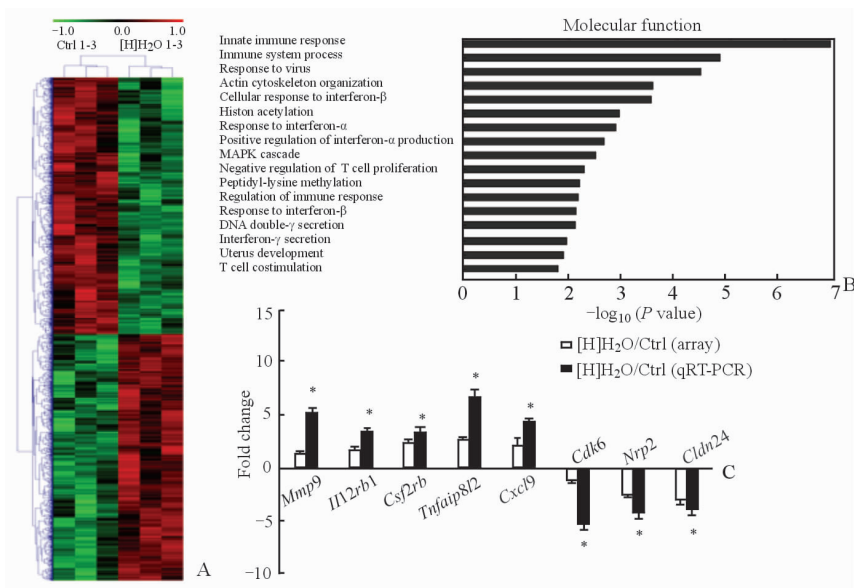 −1.0 0.0 1.0
Ctrl 1-3 [H]H2O 1-3
A
Molecular function
Innate immune response
Immune system process
Response to virus
Actin cytoskeleton organization
Cellular response to interferon-β
Histon acetylation
Response to interferon-α
Positive regulation of interferon-α production
MAPK cascade
Negative regulation of T cell proliferation
Peptidyl-lysine methylation
Regulation of immune response
Response to interferon-β
DNA double-γ secretion
Interferon-γ secretion
Uterus development
T cell costimulation
0 1 2 3 4 5 6 7
−log10 (P value)
B
[H]H2O/Ctrl (array)
[H]H2O/Ctrl (qRT-PCR)
Fold change
15
10
5
0
−5
−10
* * * * *
Mmp9 Il12rb1 Csf2rb Tnfaip8l2 Cxcl9 Cdk6 Nrp2 Cldn24
* * *
C